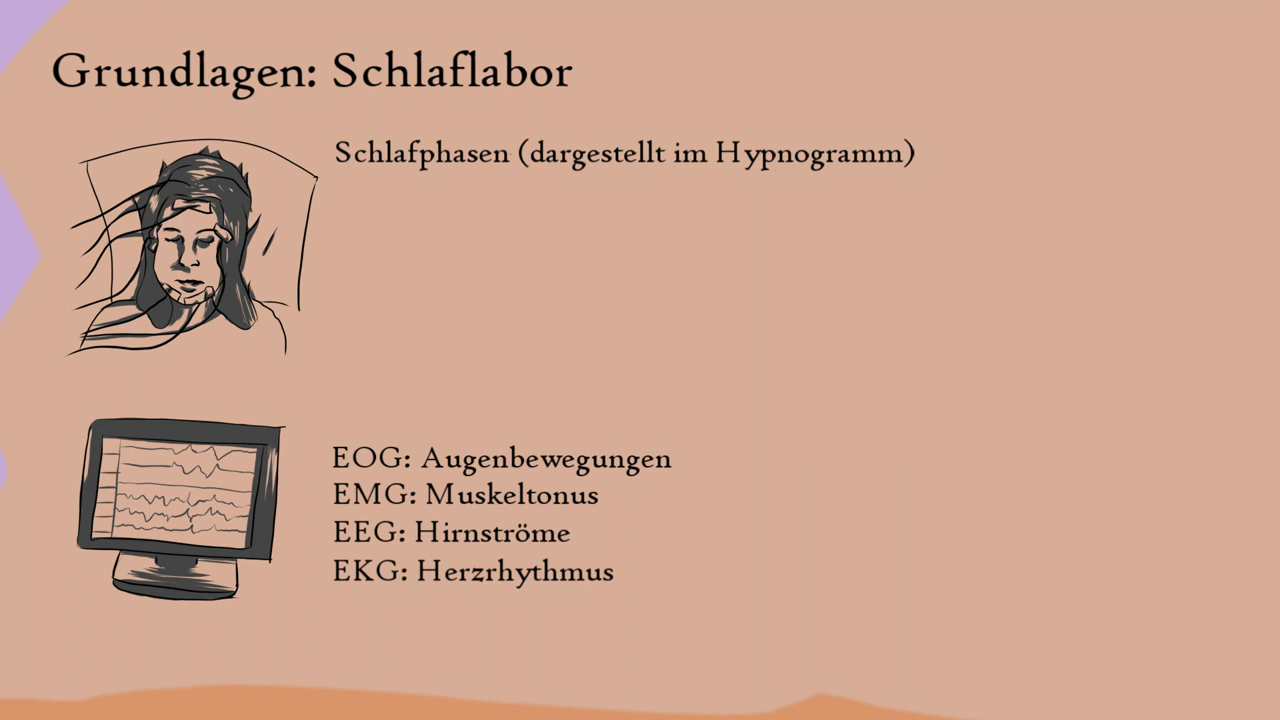 Grundlagen: Schlaflabor
Schlafphasen (dargestellt im Hypnogramm)
EOG: Augenbewegungen
EMG: Muskeltonus
EEG: Hirnströme
EKG: Herzrhythmus